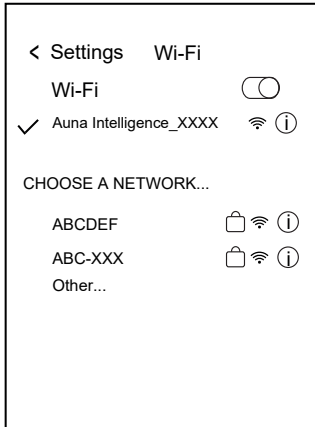 < Settings Wi-Fi
Wi-Fi
Auna Intelligence_XXXX
CHOOSE A NETWORK...
ABCDEF
ABC-XXX
Other...